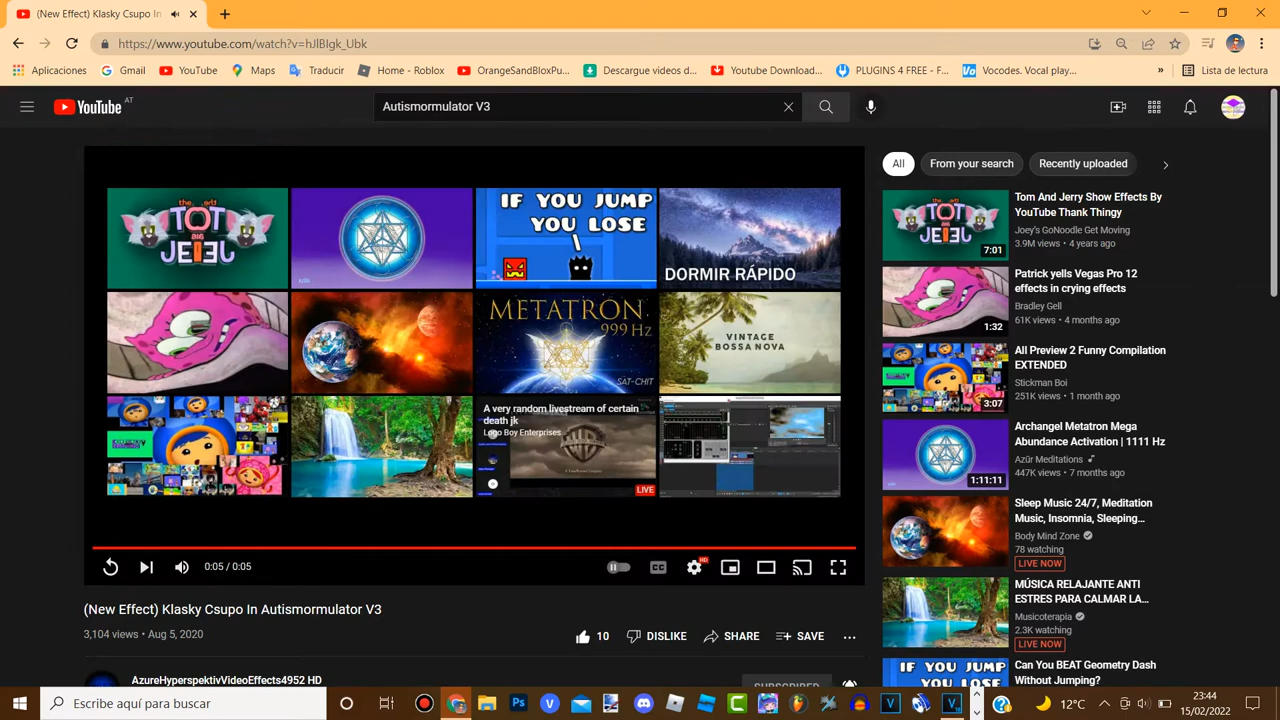 (New Effect) Klasky Csupo In
https://www.youtube.com/watch?v=hJlBIgk_Ubk
Aplicaciones
Gmail
YouTube
Maps
Traducir
Home - Roblox
OrangeSandBloxPu...
Descargue videos d...
Youtube Download...
PLUGINS 4 FREE - F...
Vocodes. Vocal play...
»
Lista de lectura
YouTube AT
Autismormulator V3
All
From your search
Recently uploaded
IF YOU JUMP
YOU LOSE
DORMIR RÁPIDO
METATRON
999 Hz
SAT-CHIT
VINTAGE
BOSSA NOVA
A very random livestream of certain
death jk
Logo Boy Enterprises
LIVE
Tom And Jerry Show Effects By
YouTube Thank Thingy
Joey's GoNoodle Get Moving
3.9M views • 4 years ago
7:01
Patrick yells Vegas Pro 12
effects in crying effects
Bradley Gell
61K views • 4 months ago
1:32
All Preview 2 Funny Compilation
EXTENDED
Stickman Boi
251K views • 1 month ago
3:07
Archangel Metatron Mega
Abundance Activation | 1111 Hz
Azūr Meditations
447K views • 7 months ago
1:11:11
Sleep Music 24/7, Meditation
Music, Insomnia, Sleeping...
Body Mind Zone
78 watching
LIVE NOW
MÚSICA RELAJANTE ANTI
ESTRES PARA CALMAR LA...
Musicoterapia
2.3K watching
LIVE NOW
IF YOU JUMP
Can You BEAT Geometry Dash
Without Jumping?
0:05 / 0:05
CC
HD
(New Effect) Klasky Csupo In Autismormulator V3
3,104 views • Aug 5, 2020
10
DISLIKE
SHARE
SAVE
AzureHyperspektivVideoEffects4952 HD
SUBSCRIBED
Escribe aquí para buscar
12°C
23:44
15/02/2022